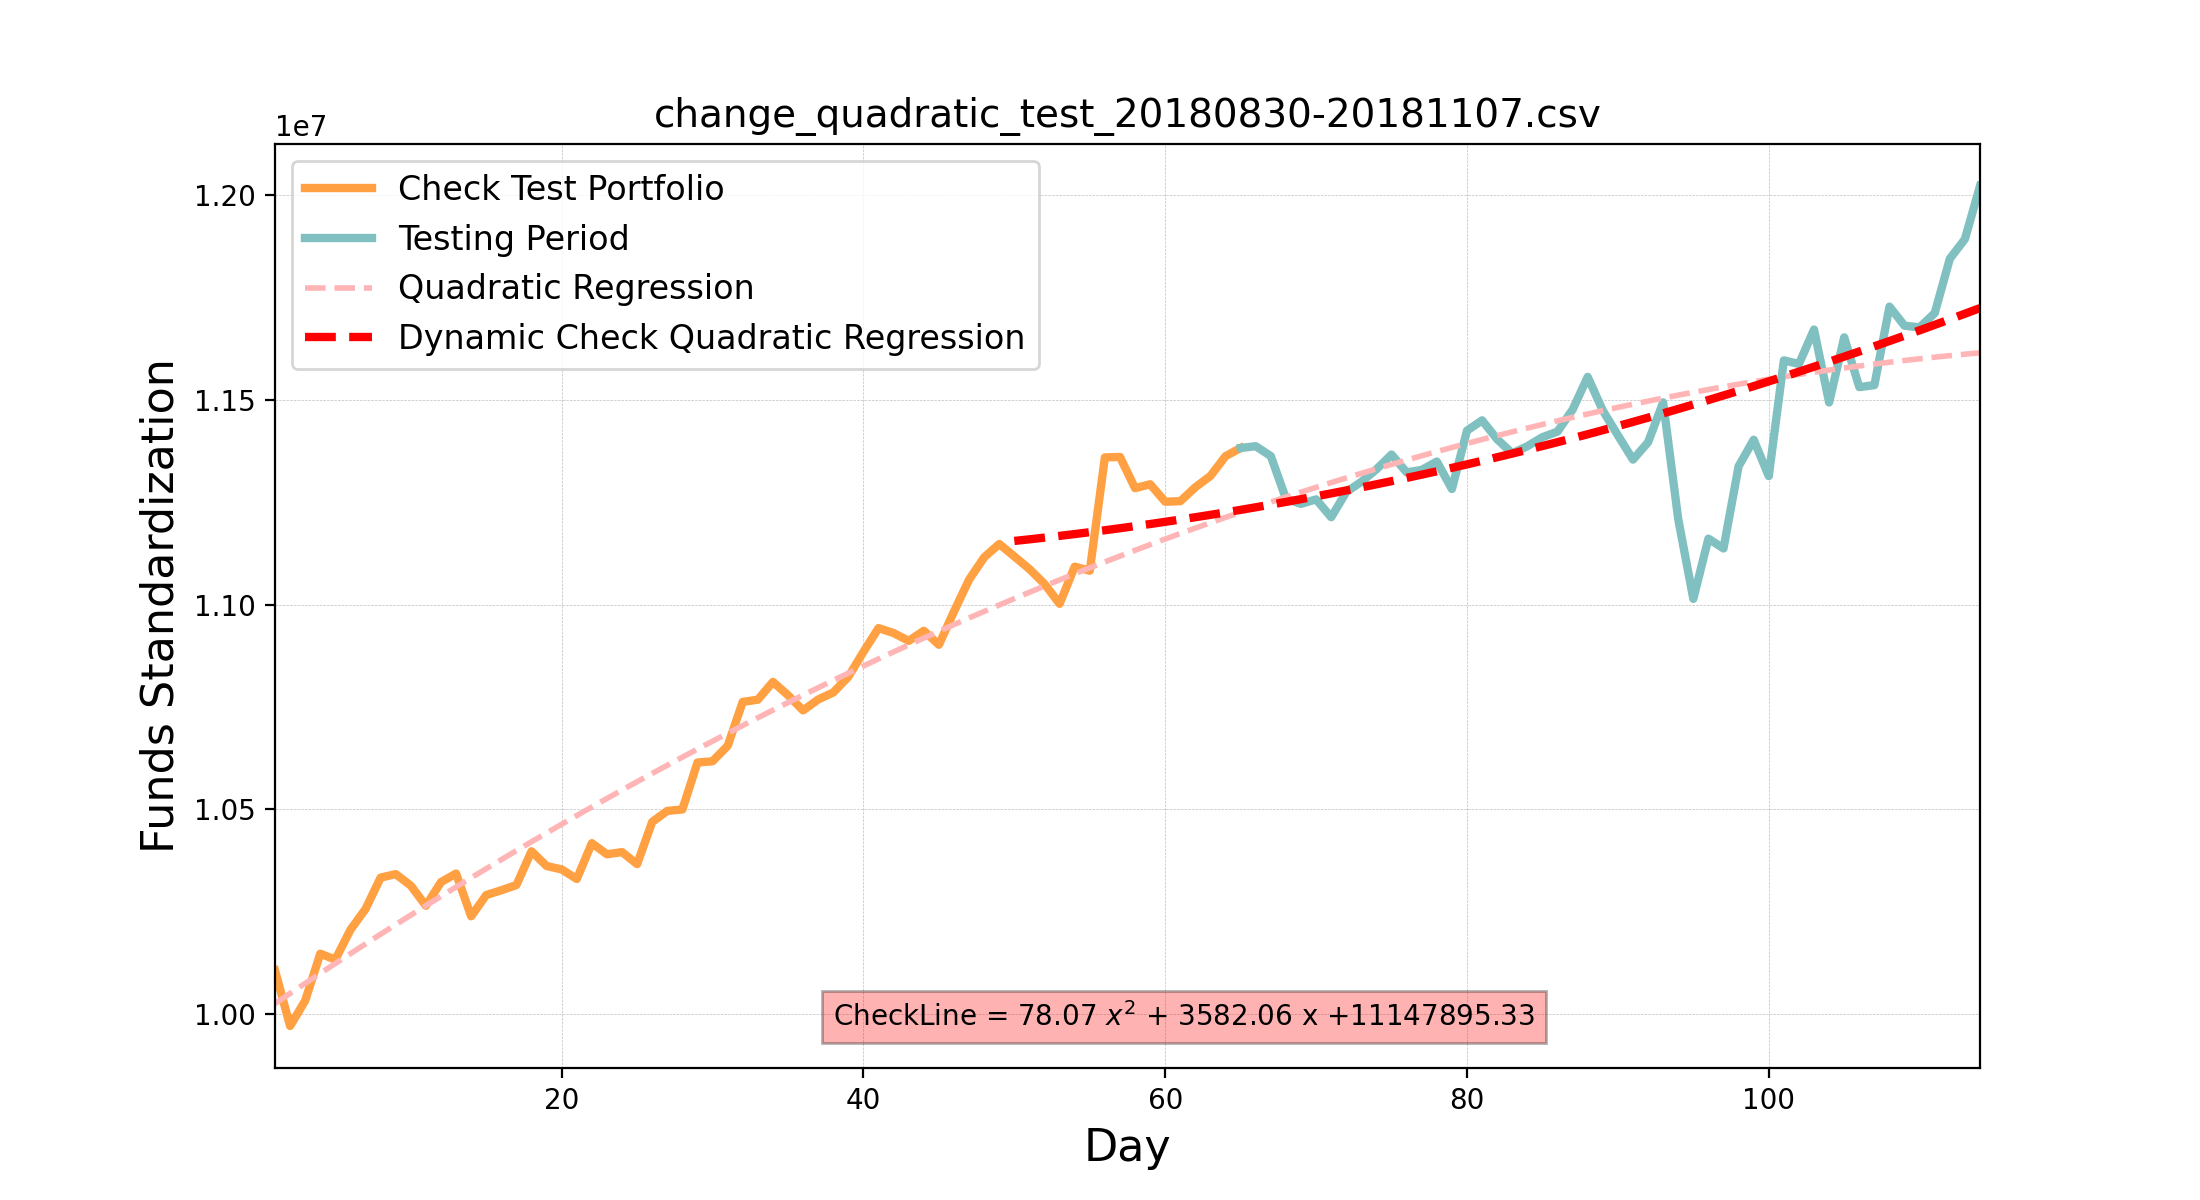 change_quadratic_test_20180830-20181107.csv
1e7
Check Test Portfolio
Testing Period
Quadratic Regression
Dynamic Check Quadratic Regression
1.20
1.15
1.10
1.05
1.00
Funds Standardization
CheckLine = 78.07 x² + 3582.06 x +11147895.33
20 40 60 80 100
Day